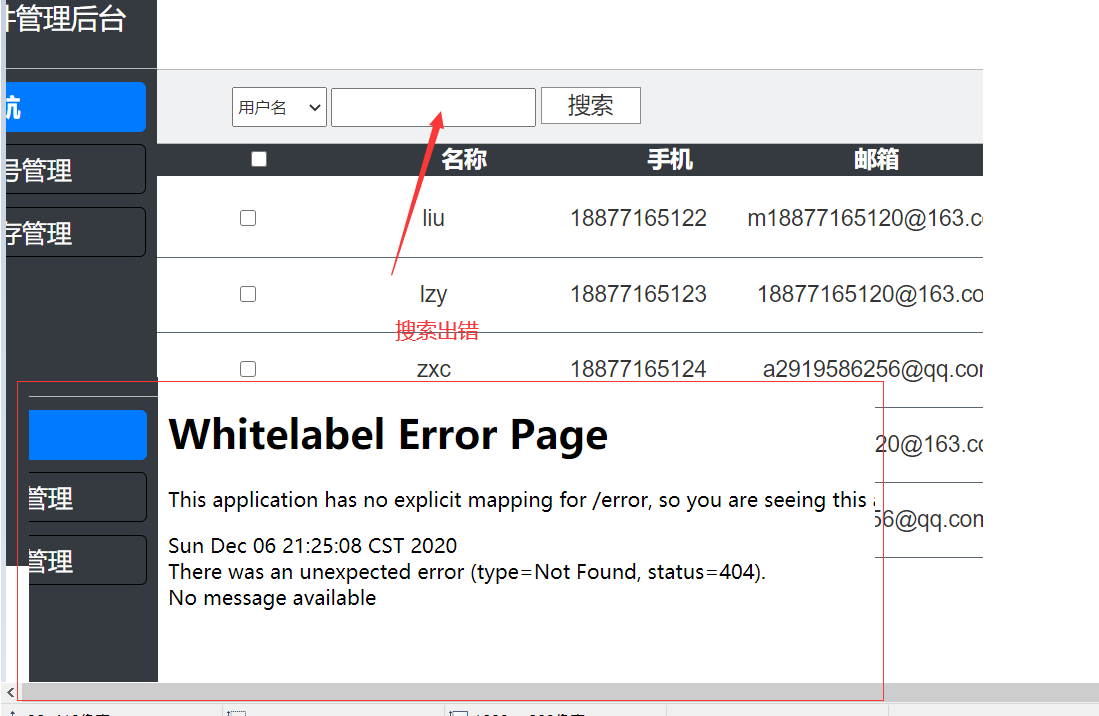 件管理后台
航
用户名 搜索
号管理
名称 手机 邮箱
liu 18877165122 m18877165120@163.c
存管理
lzy 18877165123 18877165120@163.co
搜索出错
zxc 18877165124 a2919586256@qq.co
Whitelabel Error Page
20@163.c
管理
This application has no explicit mapping for /error, so you are seeing this
56@qq.con
Sun Dec 06 21:25:08 CST 2020
管理
There was an unexpected error (type=Not Found, status=404).
No message available